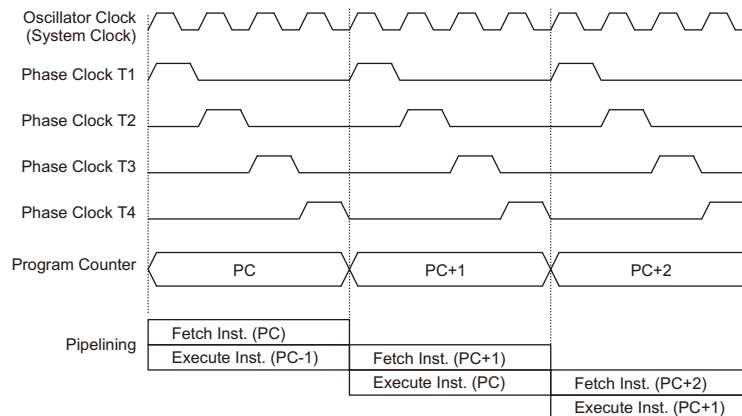 Oscillator Clock
(System Clock)
Phase Clock T1
Phase Clock T2
Phase Clock T3
Phase Clock T4
Program Counter
PC
PC+1
PC+2
Pipelining
Fetch Inst. (PC)
Execute Inst. (PC-1)
Fetch Inst. (PC+1)
Execute Inst. (PC)
Fetch Inst. (PC+2)
Execute Inst. (PC+1)